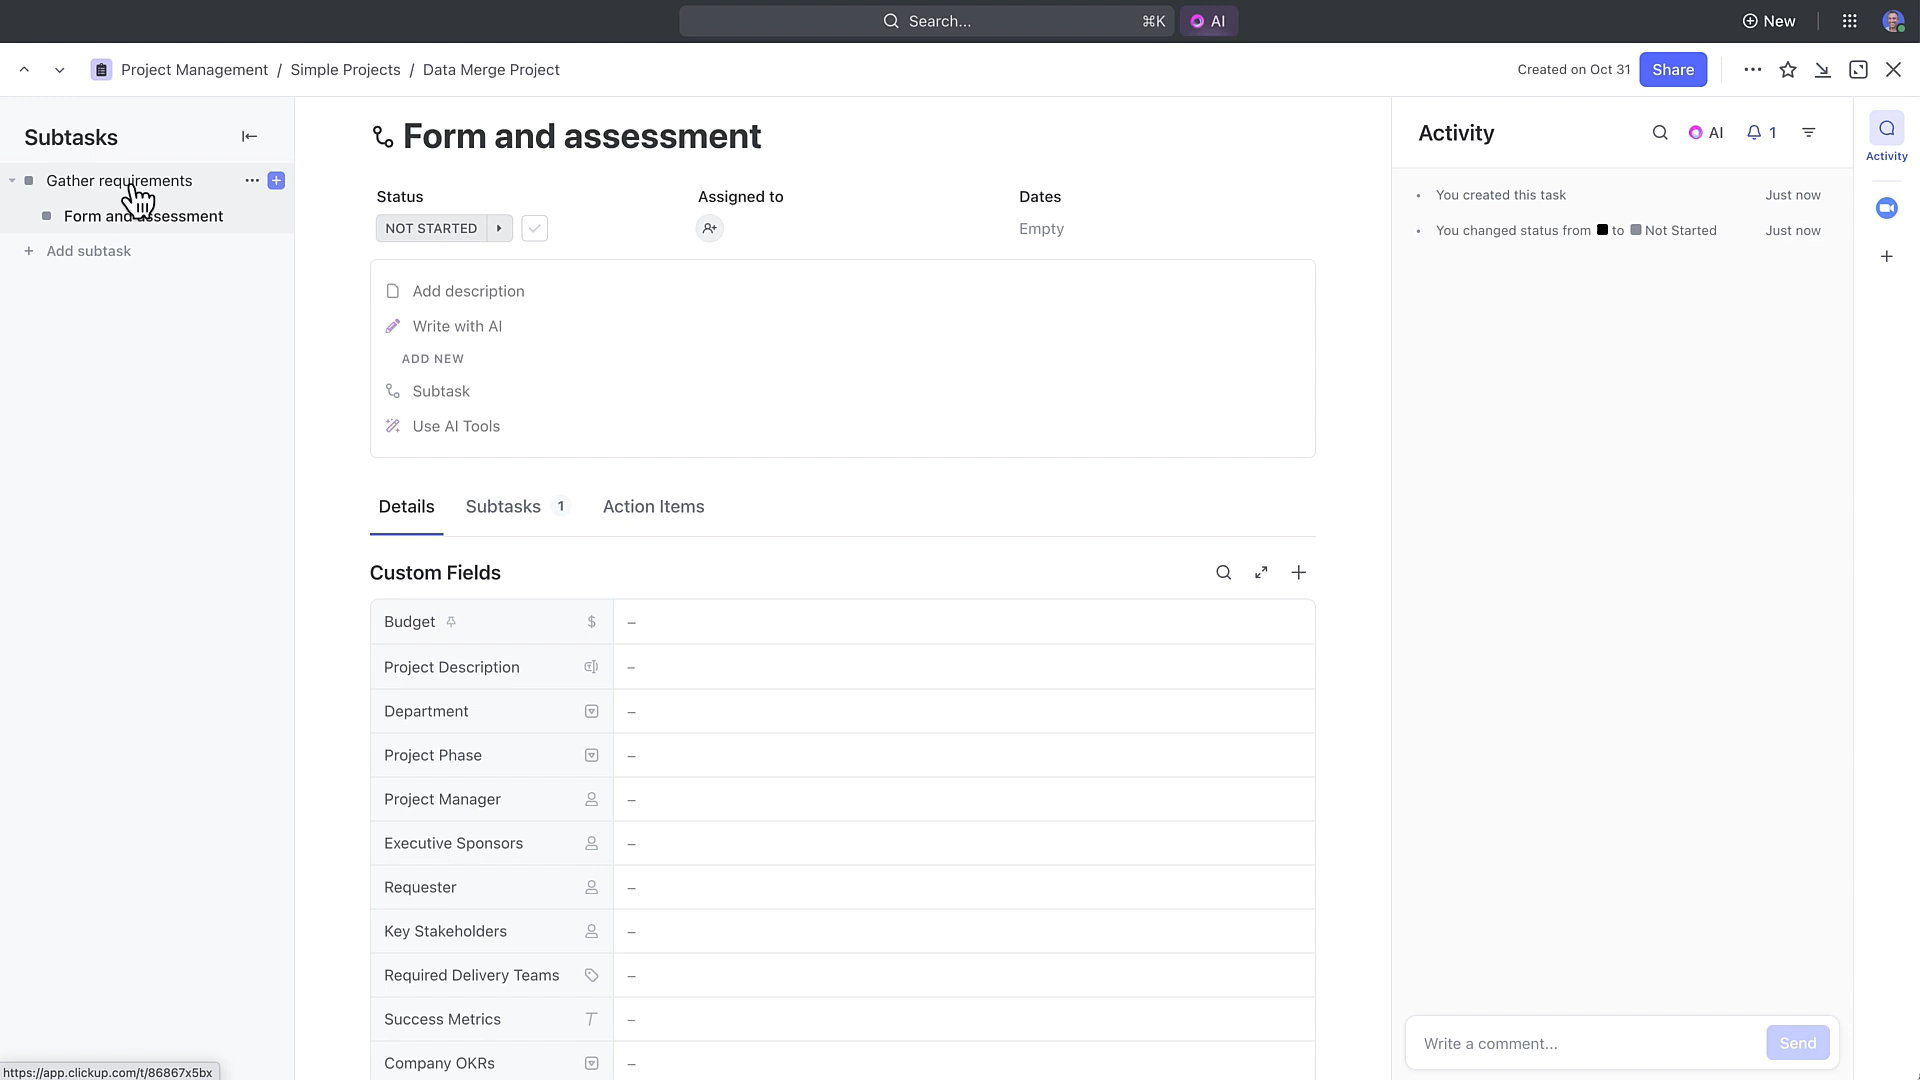 Search...
⌘K
AI
New
Project Management / Simple Projects / Data Merge Project
Created on Oct 31
Share
Subtasks
Gather requirements
Form and assessment
+ Add subtask
Form and assessment
Status
Assigned to
Dates
NOT STARTED
Empty
Add description
Write with AI
ADD NEW
Subtask
Use AI Tools
Details
Subtasks 1
Action Items
Custom Fields
Budget $ –
Project Description –
Department –
Project Phase –
Project Manager –
Executive Sponsors –
Requester –
Key Stakeholders –
Required Delivery Teams –
Success Metrics –
Company OKRs –
Activity
AI
1
• You created this task Just now
• You changed status from to Not Started Just now
Write a comment...
Send
Activity
https://app.clickup.com/t/86867x5bx